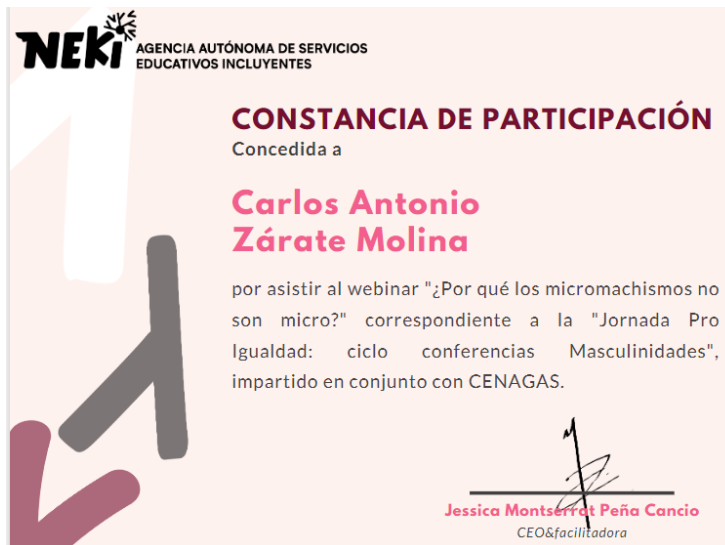 NEKi AGENCIA AUTÓNOMA DE SERVICIOS
EDUCATIVOS INCLUYENTES
CONSTANCIA DE PARTICIPACIÓN
Concedida a
Carlos Antonio
Zárate Molina
por asistir al webinar "¿Por qué los micromachismos no
son micro?" correspondiente a la "Jornada Pro
Igualdad: ciclo conferencias Masculinidades",
impartido en conjunto con CENAGAS.
Jessica Montserrat Peña Cancio
CEO&facilitadora